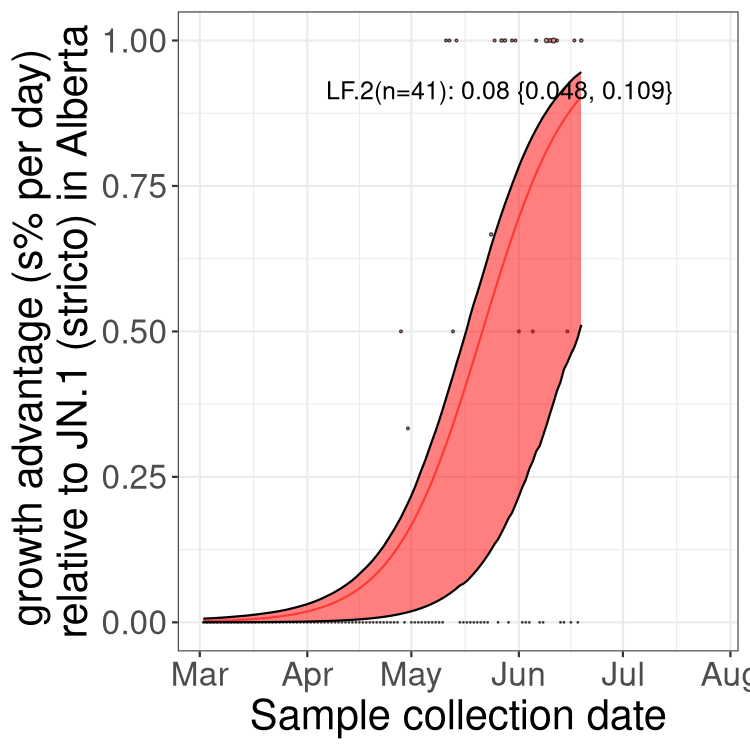 growth advantage (s% per day)
relative to JN.1 (stricto) in Alberta
1.00
0.75
0.50
0.25
0.00
LF.2(n=41): 0.08 {0.048, 0.109}
Mar Apr May Jun Jul Aug
Sample collection date